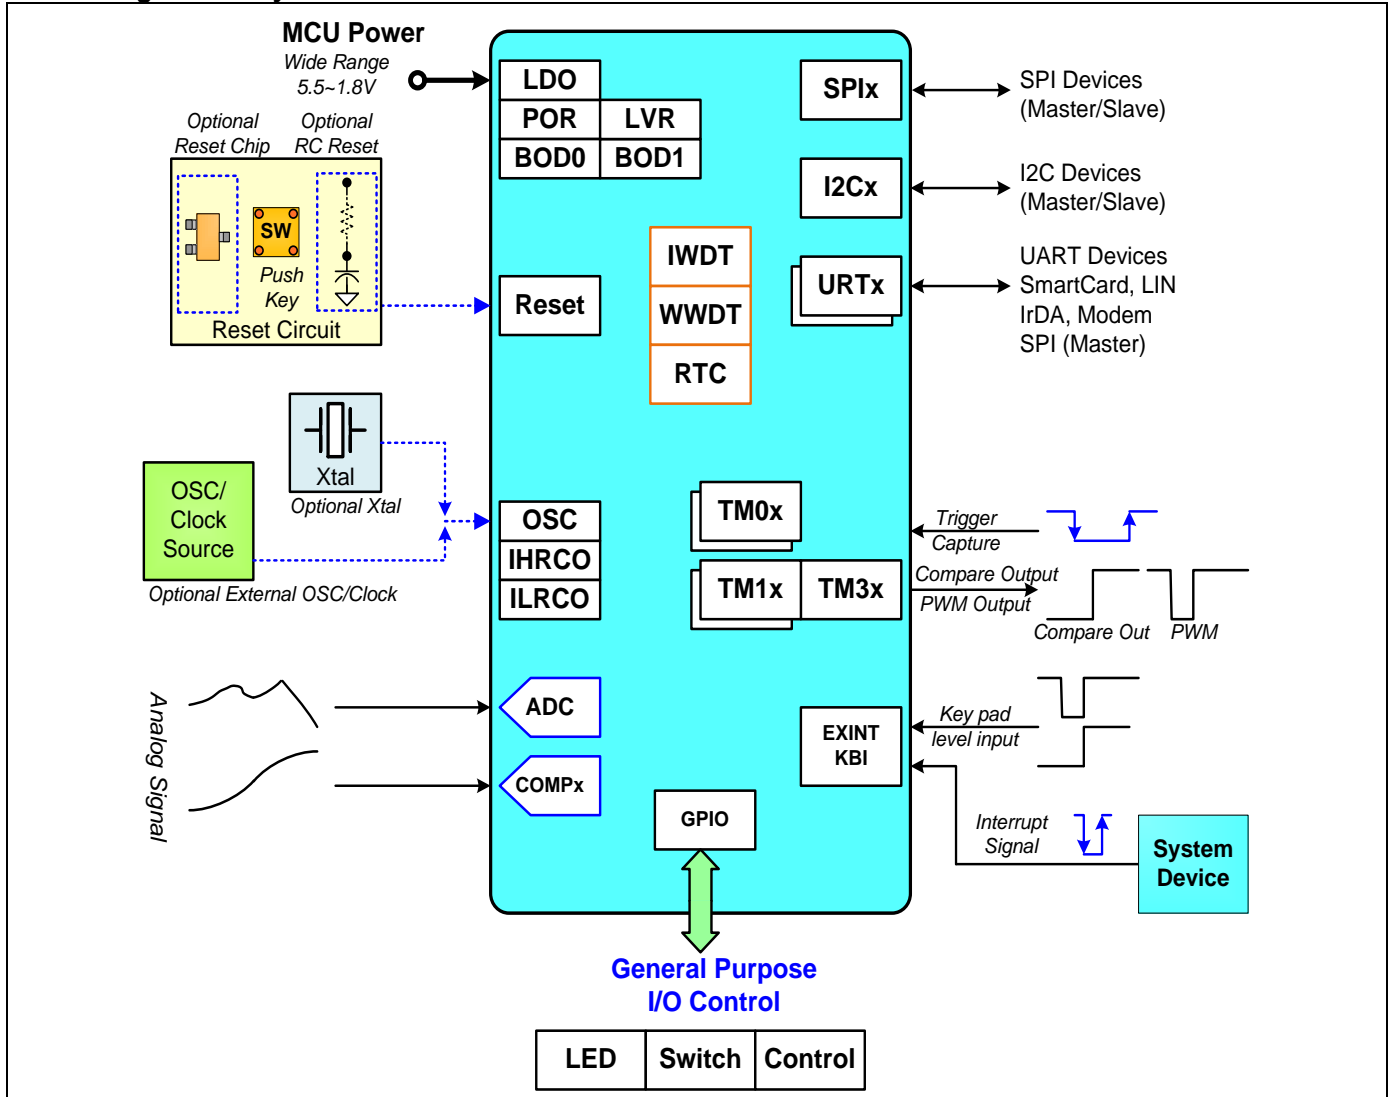 MCU Power
Wide Range
5.5~1.8V
Optional
Reset Chip
Optional
RC Reset
SW
Push
Key
Reset Circuit
Xtal
Optional Xtal
OSC/
Clock
Source
Optional External OSC/Clock
Analog Signal
LDO
POR
LVR
BOD0
BOD1
Reset
IWDT
WWDT
RTC
OSC
IHRCO
ILRCO
TM0x
TM1x
TM3x
ADC
COMPx
GPIO
EXINT
KBI
SPIx
I2Cx
URTx
SPI Devices
(Master/Slave)
I2C Devices
(Master/Slave)
UART Devices
SmartCard, LIN
IrDA, Modem
SPI (Master)
Trigger
Capture
Compare Output
PWM Output
Compare Out
PWM
Key pad
level input
Interrupt
Signal
System
Device
General Purpose
I/O Control
LED
Switch
Control